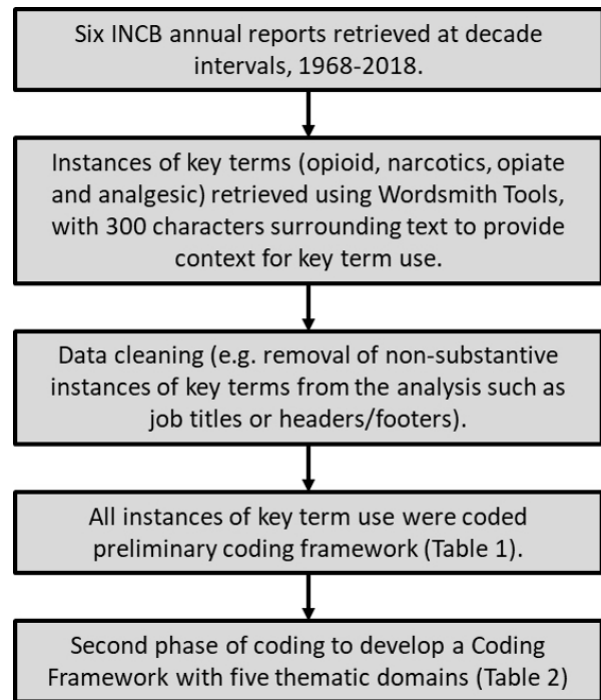 Six INCB annual reports retrieved at decade
intervals, 1968-2018.
Instances of key terms (opioid, narcotics, opiate
and analgesic) retrieved using Wordsmith Tools,
with 300 characters surrounding text to provide
context for key term use.
Data cleaning (e.g. removal of non-substantive
instances of key terms from the analysis such as
job titles or headers/footers).
All instances of key term use were coded
preliminary coding framework (Table 1).
Second phase of coding to develop a Coding
Framework with five thematic domains (Table 2)